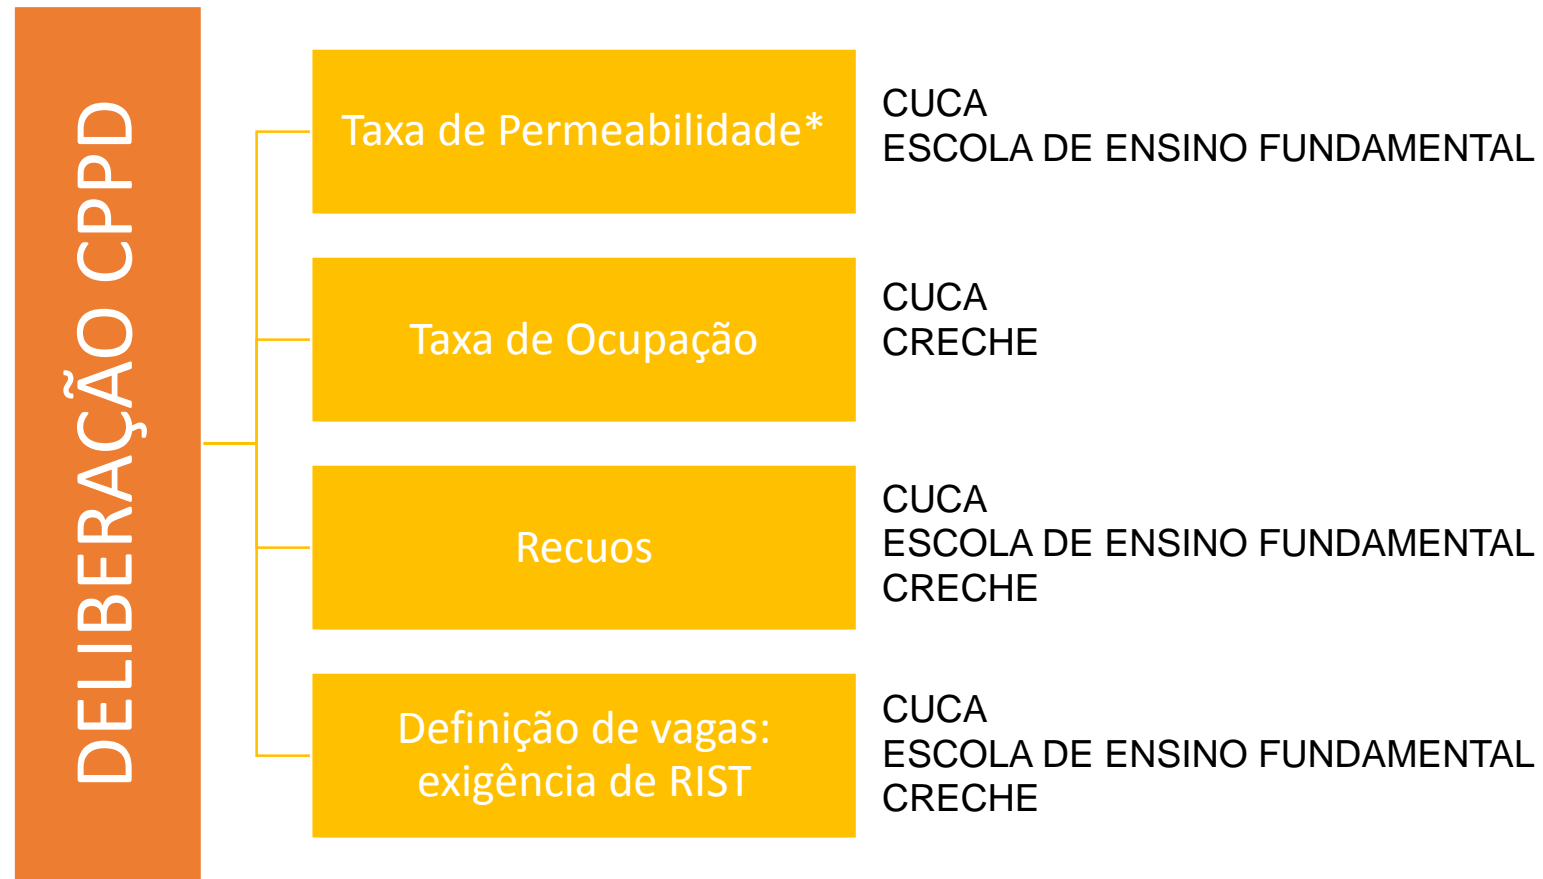 DELIBERAÇÃO CPPD
Taxa de Permeabilidade*
CUCA
ESCOLA DE ENSINO FUNDAMENTAL
Taxa de Ocupação
CUCA
CRECHE
Recuos
CUCA
ESCOLA DE ENSINO FUNDAMENTAL
CRECHE
Definição de vagas:
exigência de RIST
CUCA
ESCOLA DE ENSINO FUNDAMENTAL
CRECHE